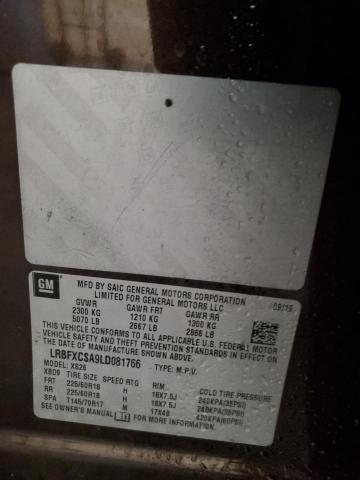 GM
MFD BY SAIC GENERAL MOTORS CORPORATION
LIMITED FOR GENERAL MOTORS LLC
09/19
GVWR GAWR FRT GAWR RR
2300 KG 1210 KG 1300 KG
5070 LB 2667 LB 2866 LB
THIS VEHICLE CONFORMS TO ALL APPLICABLE U.S. FEDERAL MOTOR
VEHICLE SAFETY AND THEFT PREVENTION STANDARDS IN EFFECT ON
THE DATE OF MANUFACTURE SHOWN ABOVE.
LRBFXCSA9LD081766 TYPE: M.P.V.
MODEL: XS26
XBD9 TIRE SIZE SPEED RTG RIM COLD TIRE PRESSURE
FRT 225/60R18 H 18X7.5J 240KPA(35PSI)
RR 225/60R18 H 18X7.5J 240KPA(35PSI)
SPA T145/70R17 M 17X4B 420KPA(60PSI)
SEE OWNER'S MANUAL FOR MORE INFORMATION.